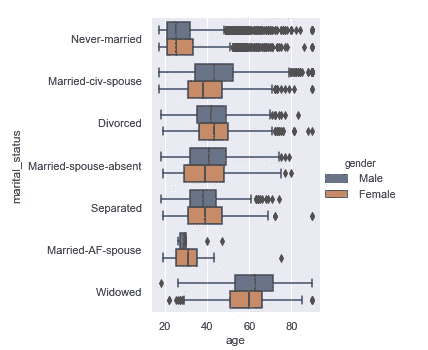 Never-married
Married-civ-spouse
Divorced
Married-spouse-absent
Separated
Married-AF-spouse
Widowed
marital_status
20 40 60 80
age
gender
Male
Female